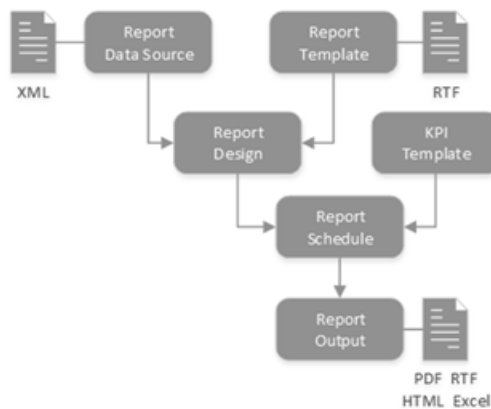 Report
Data Source
Report
Template
XML
RTF
Report
Design
KPI
Template
Report
Schedule
Report
Output
PDF RTF
HTML Excel